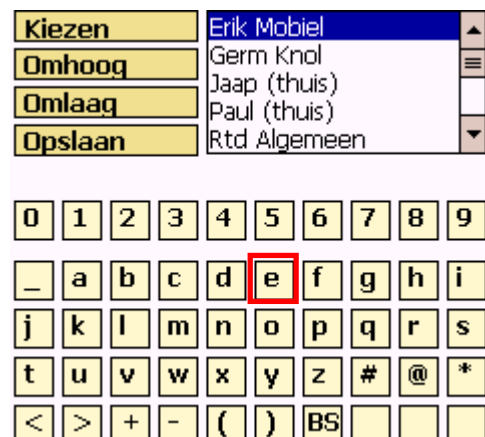 Kiezen
Omhoog
Omlaag
Opslaan
Erik Mobiel
Germ Knol
Jaap (thuis)
Paul (thuis)
Rtd Algemeen
0 1 2 3 4 5 6 7 8 9
_ a b c d e f g h i
j k l m n o p q r s
t u v w x y z # @ *
< > + - ( ) BS